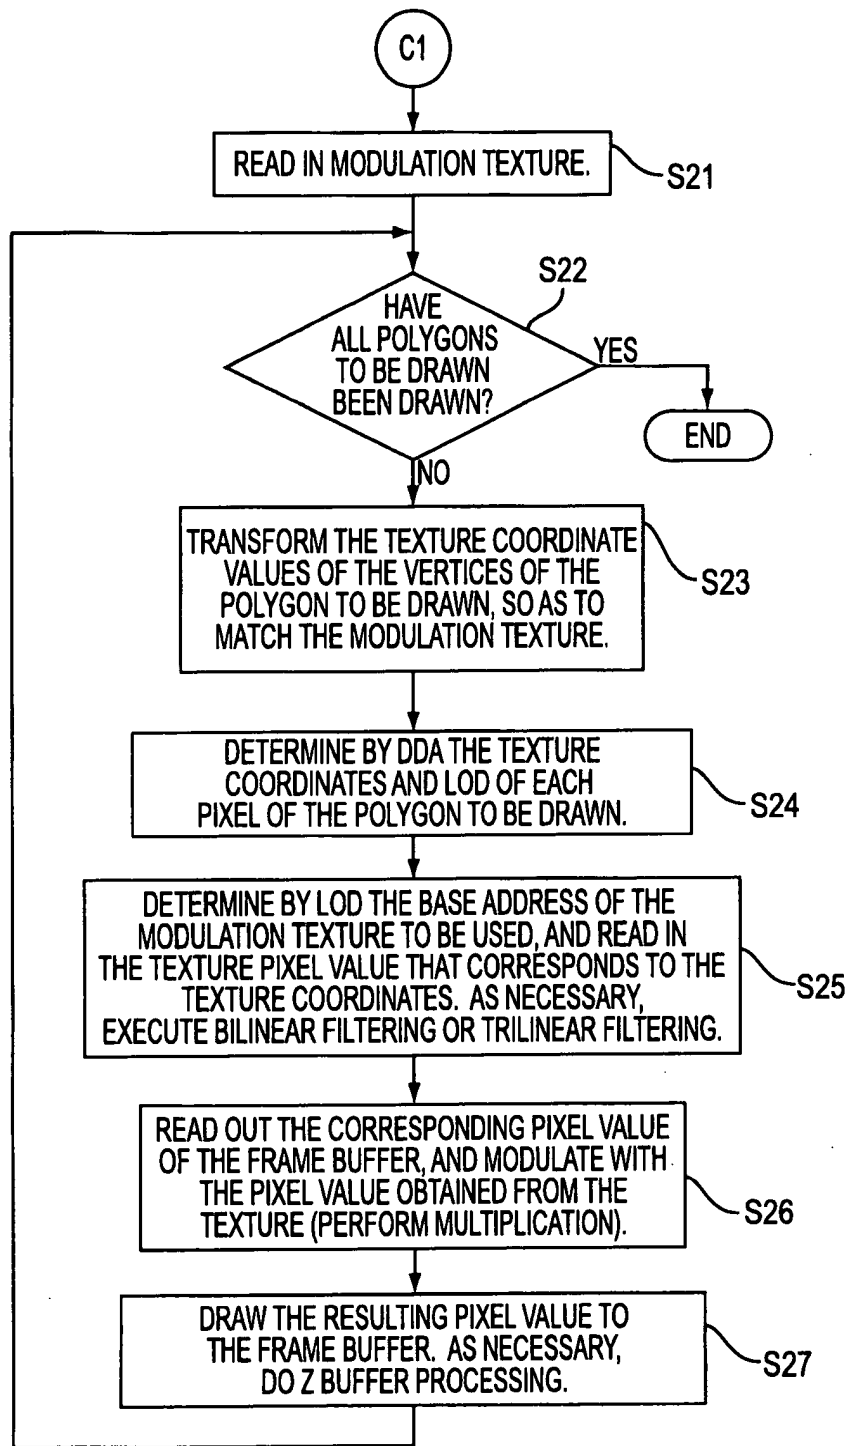 C1
READ IN MODULATION TEXTURE.
S21
S22
HAVE
ALL POLYGONS
TO BE DRAWN
BEEN DRAWN?
YES
END
NO
TRANSFORM THE TEXTURE COORDINATE
VALUES OF THE VERTICES OF THE
POLYGON TO BE DRAWN, SO AS TO
MATCH THE MODULATION TEXTURE.
S23
DETERMINE BY DDA THE TEXTURE
COORDINATES AND LOD OF EACH
PIXEL OF THE POLYGON TO BE DRAWN.
S24
DETERMINE BY LOD THE BASE ADDRESS OF THE
MODULATION TEXTURE TO BE USED, AND READ IN
THE TEXTURE PIXEL VALUE THAT CORRESPONDS TO THE
TEXTURE COORDINATES. AS NECESSARY,
EXECUTE BILINEAR FILTERING OR TRILINEAR FILTERING.
S25
READ OUT THE CORRESPONDING PIXEL VALUE
OF THE FRAME BUFFER, AND MODULATE WITH
THE PIXEL VALUE OBTAINED FROM THE
TEXTURE (PERFORM MULTIPLICATION).
S26
DRAW THE RESULTING PIXEL VALUE TO
THE FRAME BUFFER. AS NECESSARY,
DO Z BUFFER PROCESSING.
S27